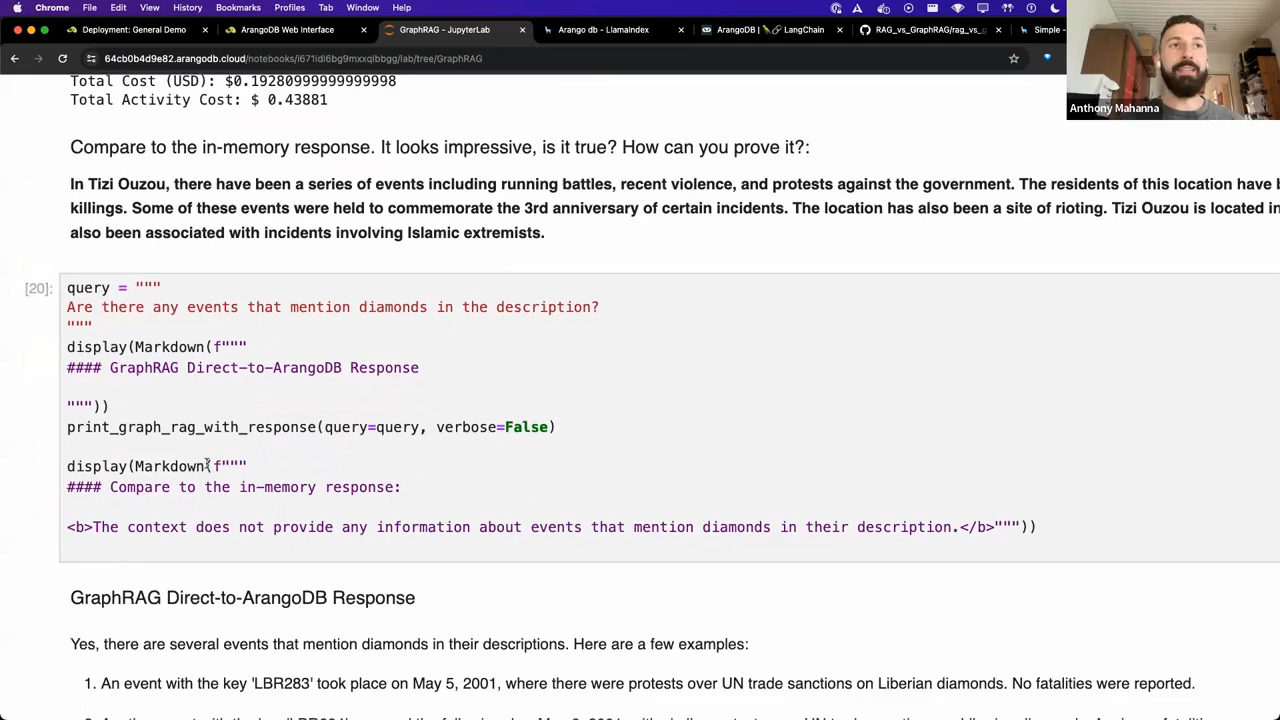 Chrome File Edit View History Bookmarks Profiles Tab Window Help
Deployment: General Demo
ArangoDB Web Interface
GraphRAG - JupyterLab
Arango db - LlamaIndex
ArangoDB | LangChain
RAG_vs_GraphRAG/rag_vs_g
Simple -
64cb0b4d9e82.arangodb.cloud/notebooks/i671idl6bg9mxxqlbbgg/lab/tree/GraphRAG
Anthony Mahanna
Total Cost (USD): $0.19280999999999998
Total Activity Cost: $ 0.43881
Compare to the in-memory response. It looks impressive, is it true? How can you prove it?:
In Tizi Ouzou, there have been a series of events including running battles, recent violence, and protests against the government. The residents of this location have b
killings. Some of these events were held to commemorate the 3rd anniversary of certain incidents. The location has also been a site of rioting. Tizi Ouzou is located in
also been associated with incidents involving Islamic extremists.
[20]:
query = """
Are there any events that mention diamonds in the description?
"""
display(Markdown(f"""
#### GraphRAG Direct-to-ArangoDB Response
"""))
print_graph_rag_with_response(query=query, verbose=False)
display(Markdown(f"""
#### Compare to the in-memory response:
<b>The context does not provide any information about events that mention diamonds in their description.</b>"""))
GraphRAG Direct-to-ArangoDB Response
Yes, there are several events that mention diamonds in their descriptions. Here are a few examples:
1. An event with the key 'LBR283' took place on May 5, 2001, where there were protests over UN trade sanctions on Liberian diamonds. No fatalities were reported.